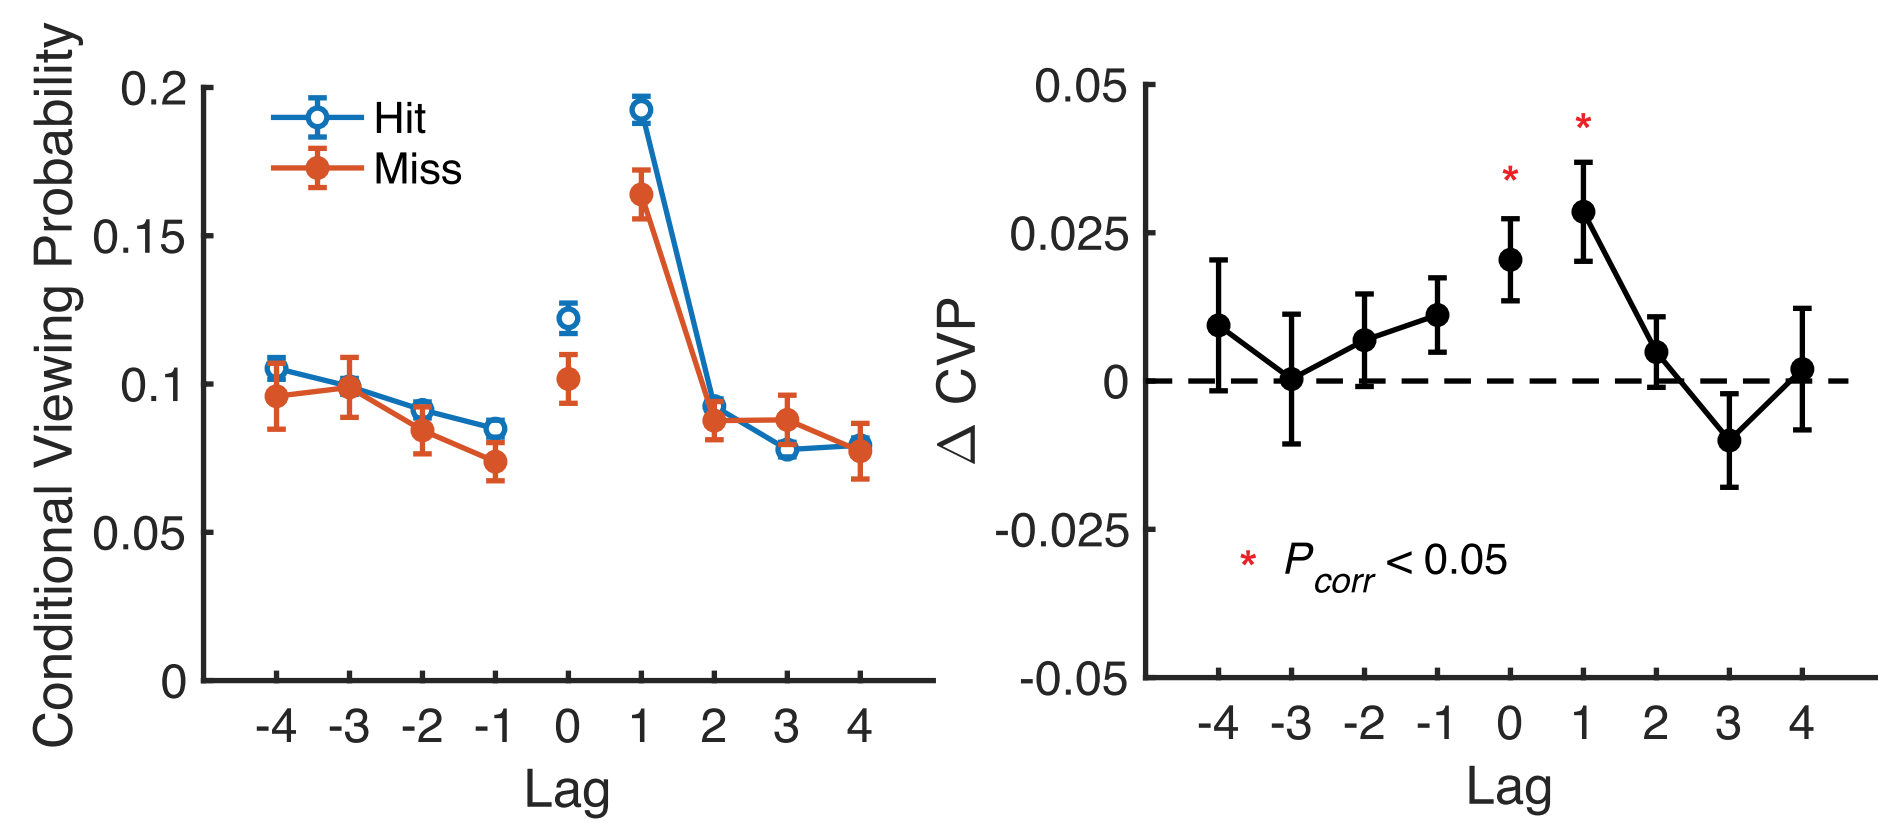 Conditional Viewing Probability
0.2
0.15
0.1
0.05
0
Hit
Miss
-4 -3 -2 -1 0 1 2 3 4
Lag
Δ CVP
0.05
0.025
0
-0.025
-0.05
*
*
* Pcorr < 0.05
-4 -3 -2 -1 0 1 2 3 4
Lag